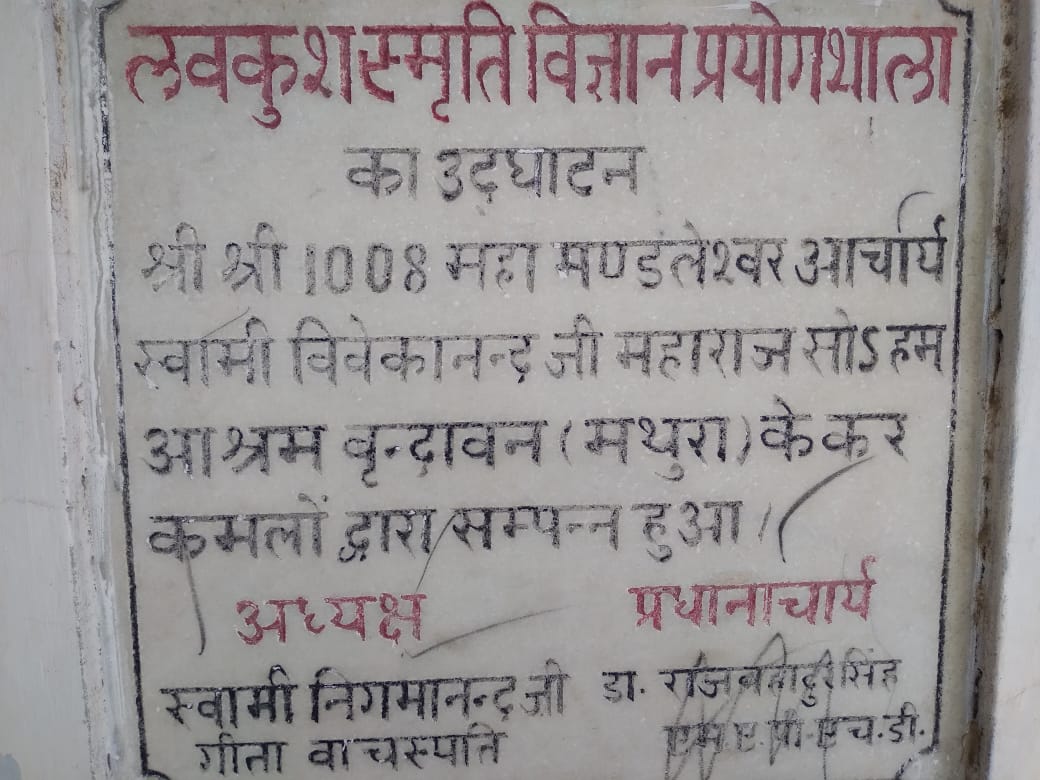 लवकुश स्मृति विज्ञान प्रयोगशाला
का उद्घाटन
श्री श्री 1008 महा मण्डलेश्वर आचार्य
स्वामी विवेकानन्द जी महाराज सोऽहम
आश्रम वृन्दावन (मथुरा) के कर
कमलों द्वारा सम्पन्न हुआ।
अध्यक्ष प्रधानाचार्य
स्वामी निगमानन्द जी डा. सिंह
गीता वाचस्पति एम ए पी एच.डी.